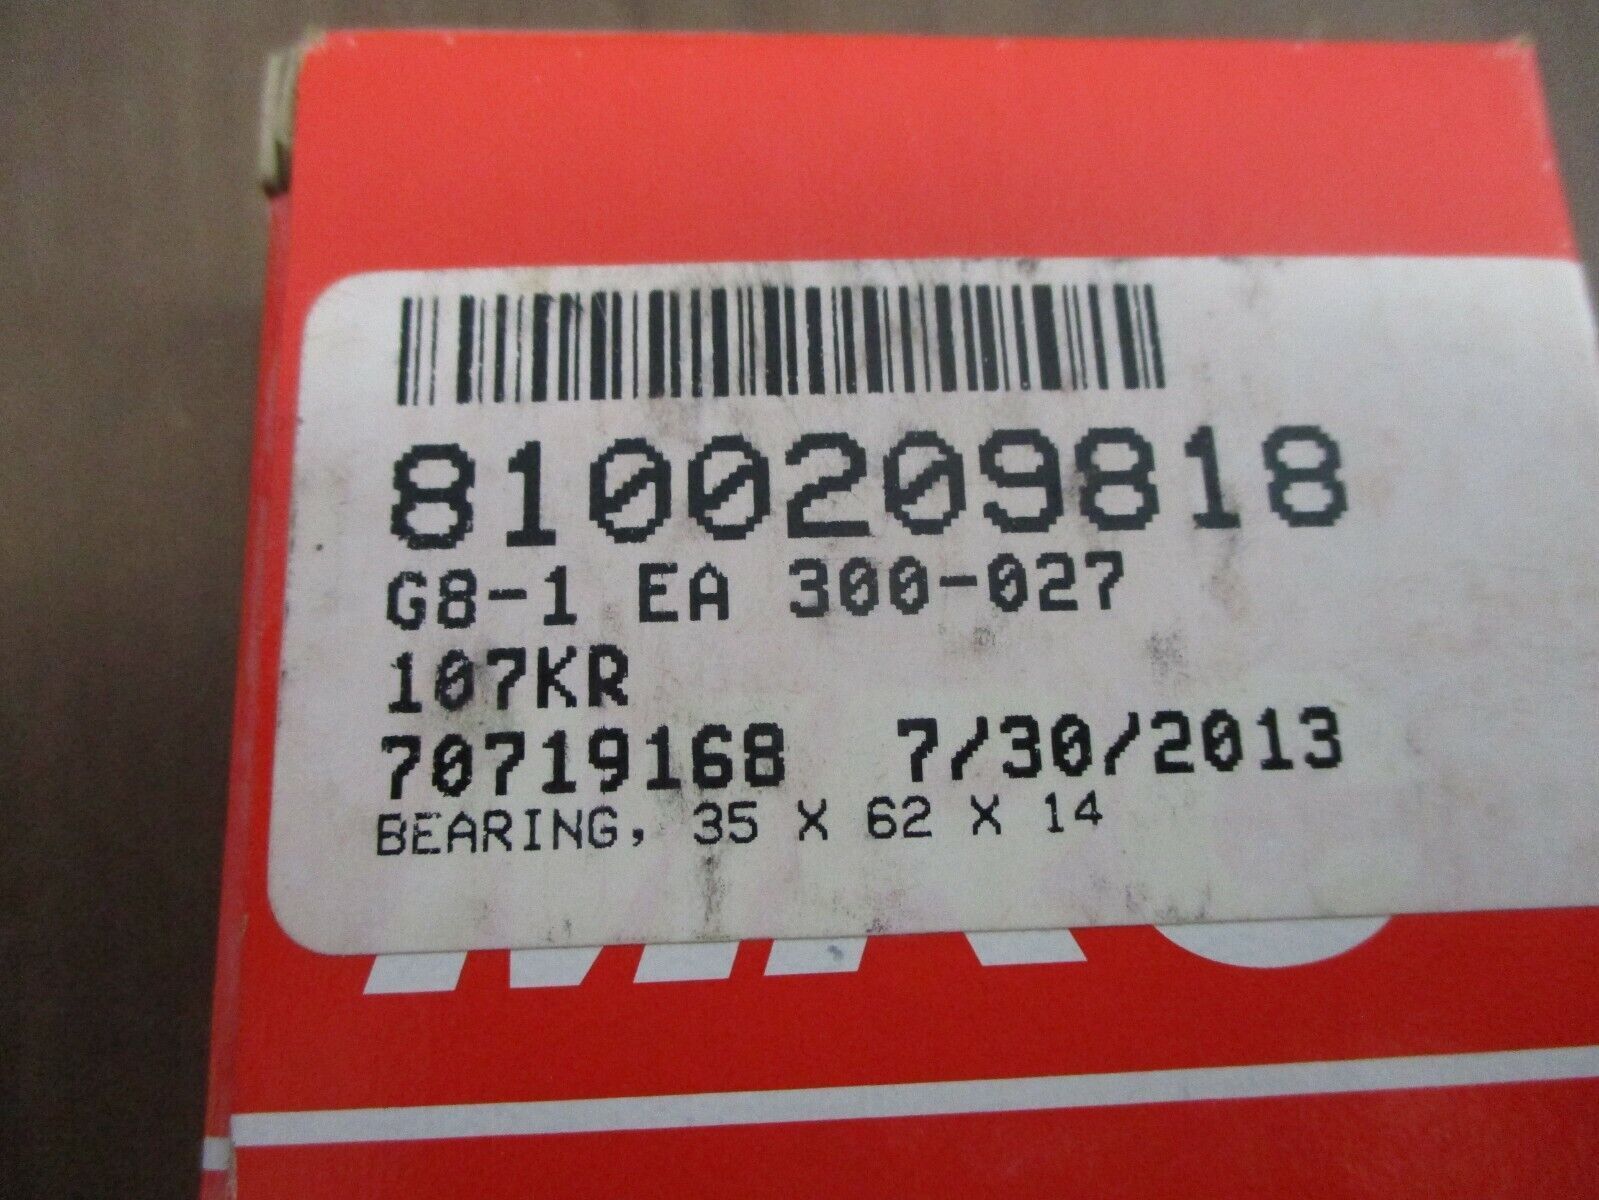 8100209818
G8-1 EA 300-027
107KR
70719168 7/30/2013
BEARING, 35 X 62 X 14